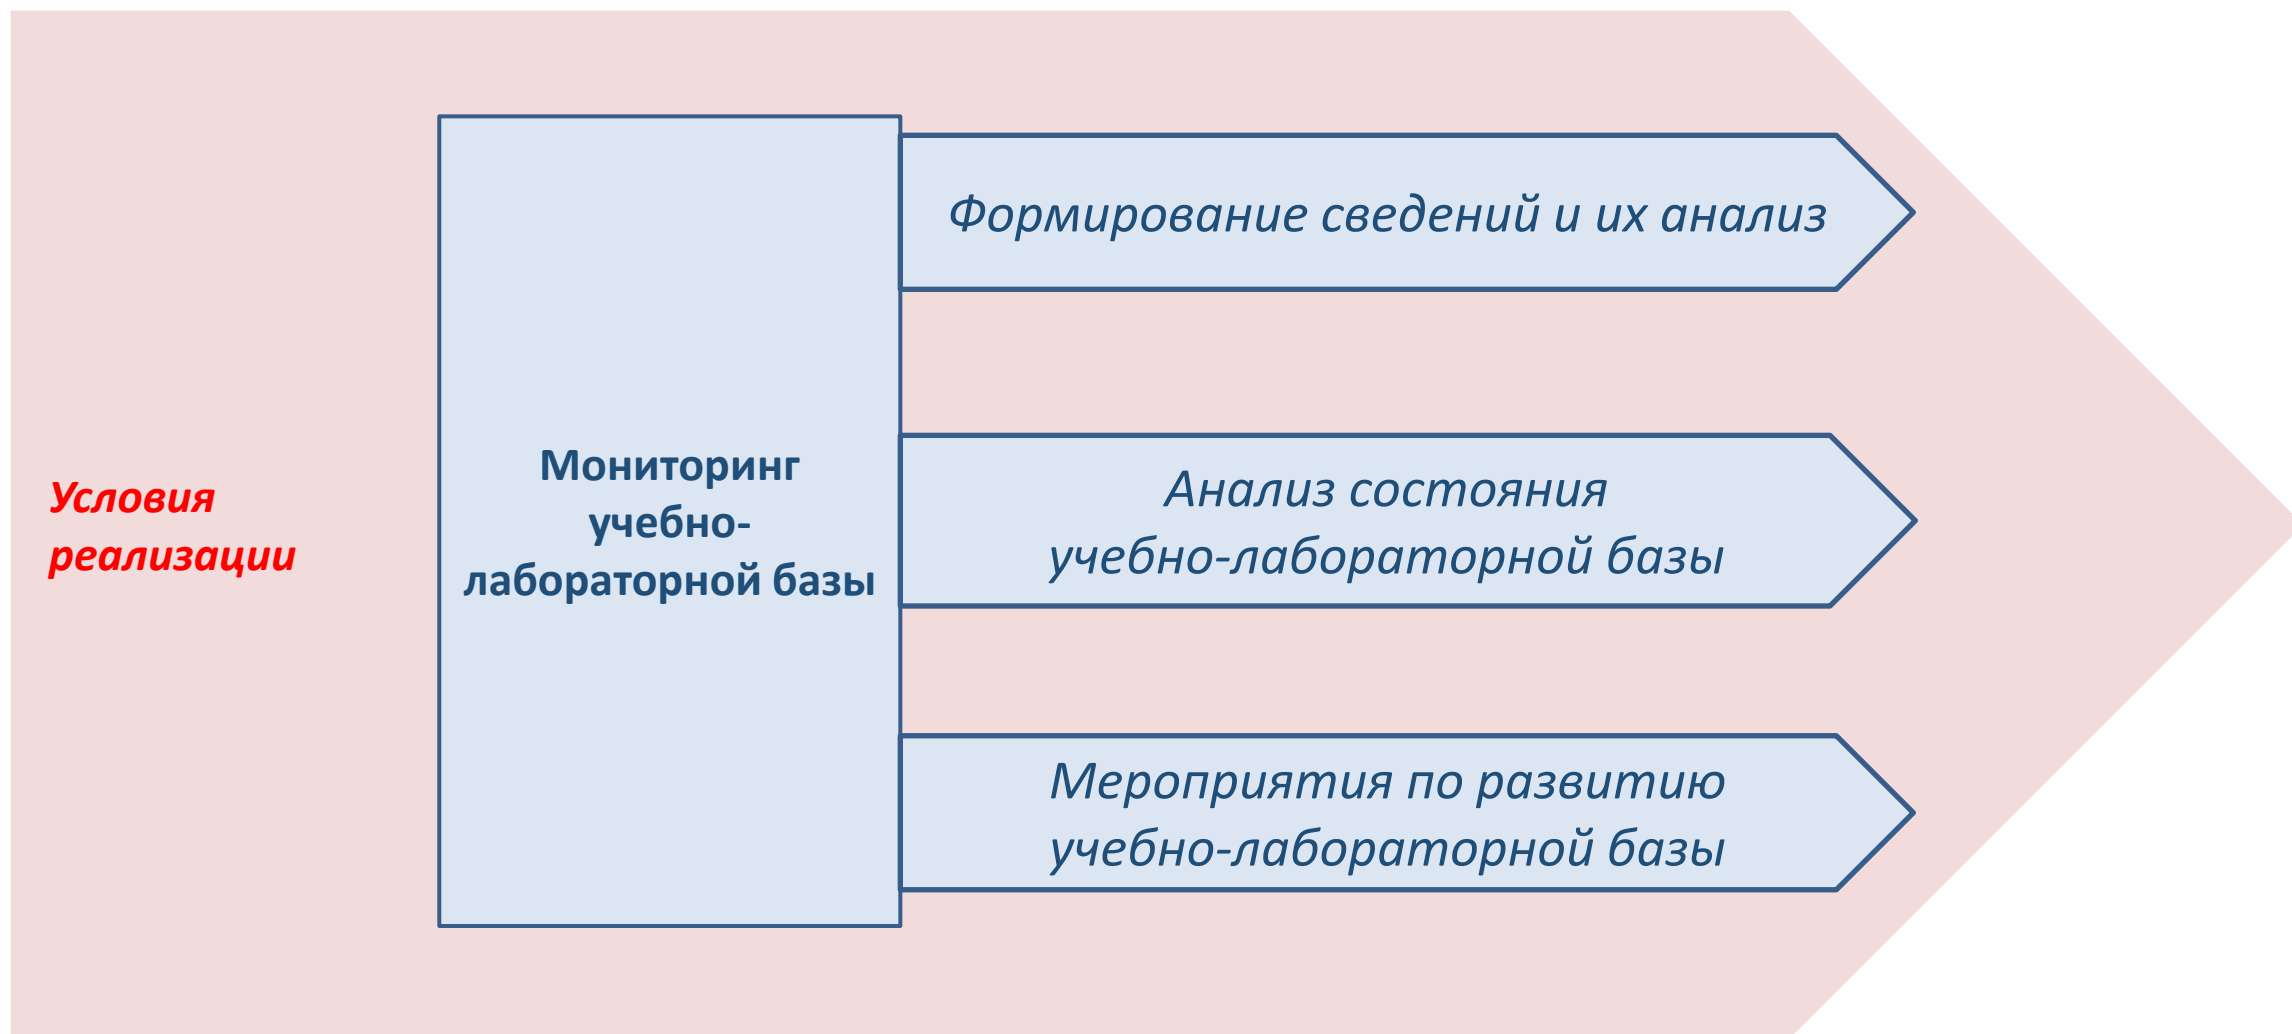 Условия
реализации
Мониторинг
учебно-
лабораторной базы
Формирование сведений и их анализ
Анализ состояния
учебно-лабораторной базы
Мероприятия по развитию
учебно-лабораторной базы